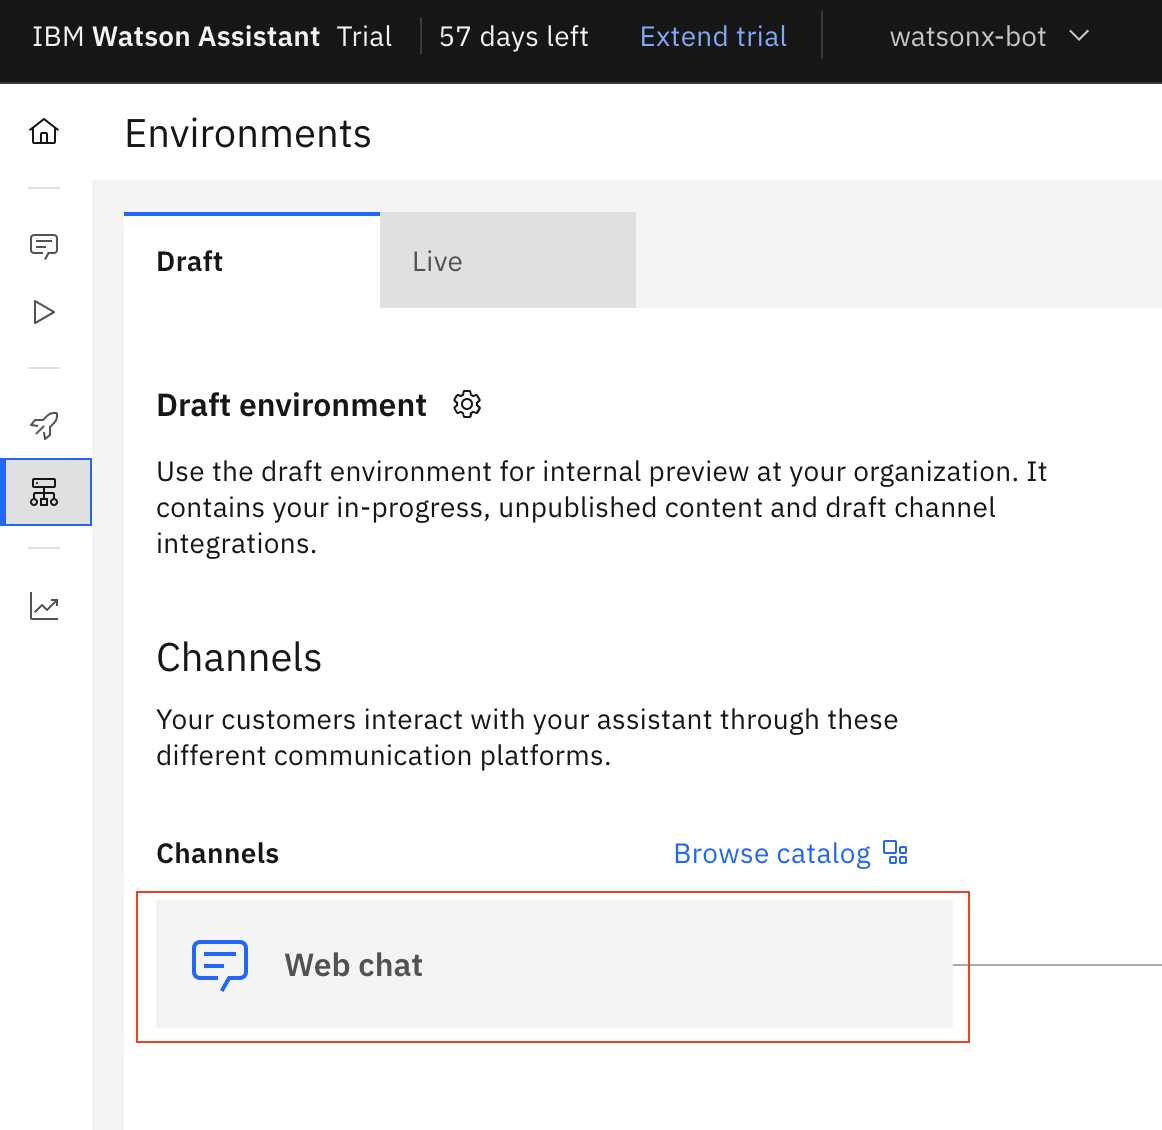 IBM Watson Assistant Trial 57 days left Extend trial watsonx-bot
Environments
Draft Live
Draft environment
Use the draft environment for internal preview at your organization. It
contains your in-progress, unpublished content and draft channel
integrations.
Channels
Your customers interact with your assistant through these
different communication platforms.
Channels Browse catalog
Web chat